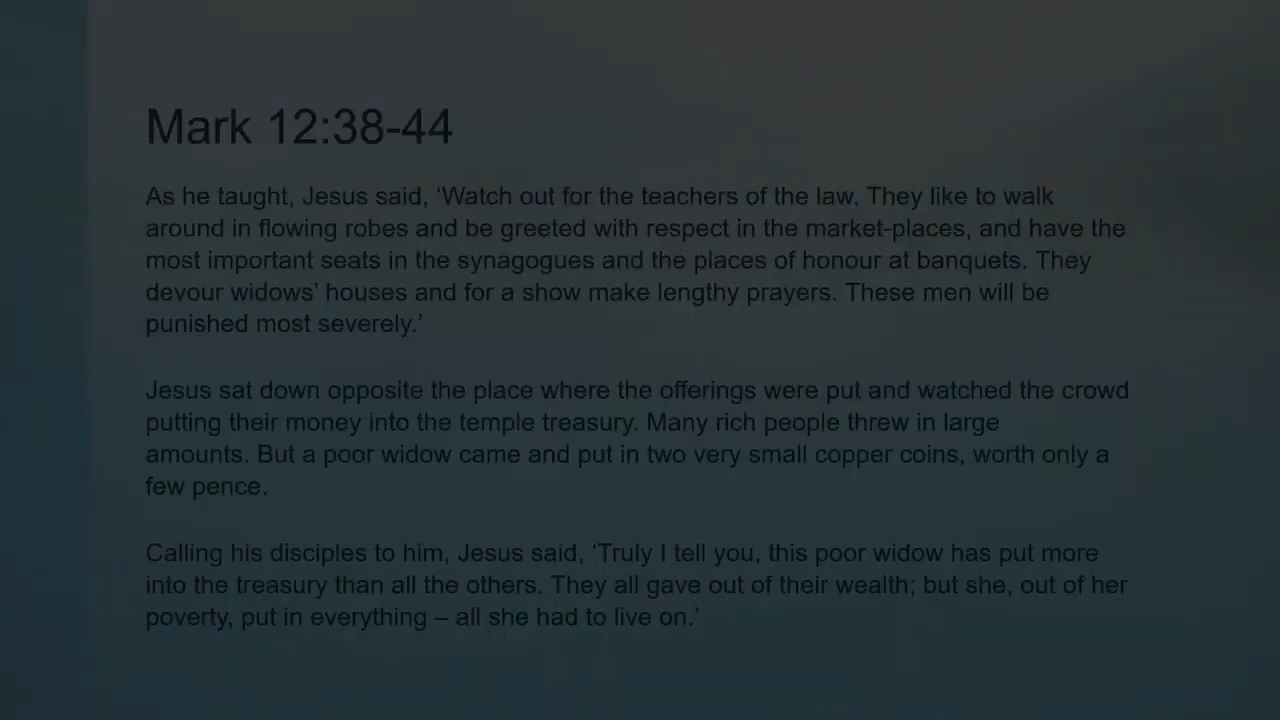 Mark 12:38-44
As he taught, Jesus said, ‘Watch out for the teachers of the law. They like to walk
around in flowing robes and be greeted with respect in the market-places, and have the
most important seats in the synagogues and the places of honour at banquets. They
devour widows’ houses and for a show make lengthy prayers. These men will be
punished most severely.’
Jesus sat down opposite the place where the offerings were put and watched the crowd
putting their money into the temple treasury. Many rich people threw in large
amounts. But a poor widow came and put in two very small copper coins, worth only a
few pence.
Calling his disciples to him, Jesus said, ‘Truly I tell you, this poor widow has put more
into the treasury than all the others. They all gave out of their wealth; but she, out of her
poverty, put in everything – all she had to live on.’